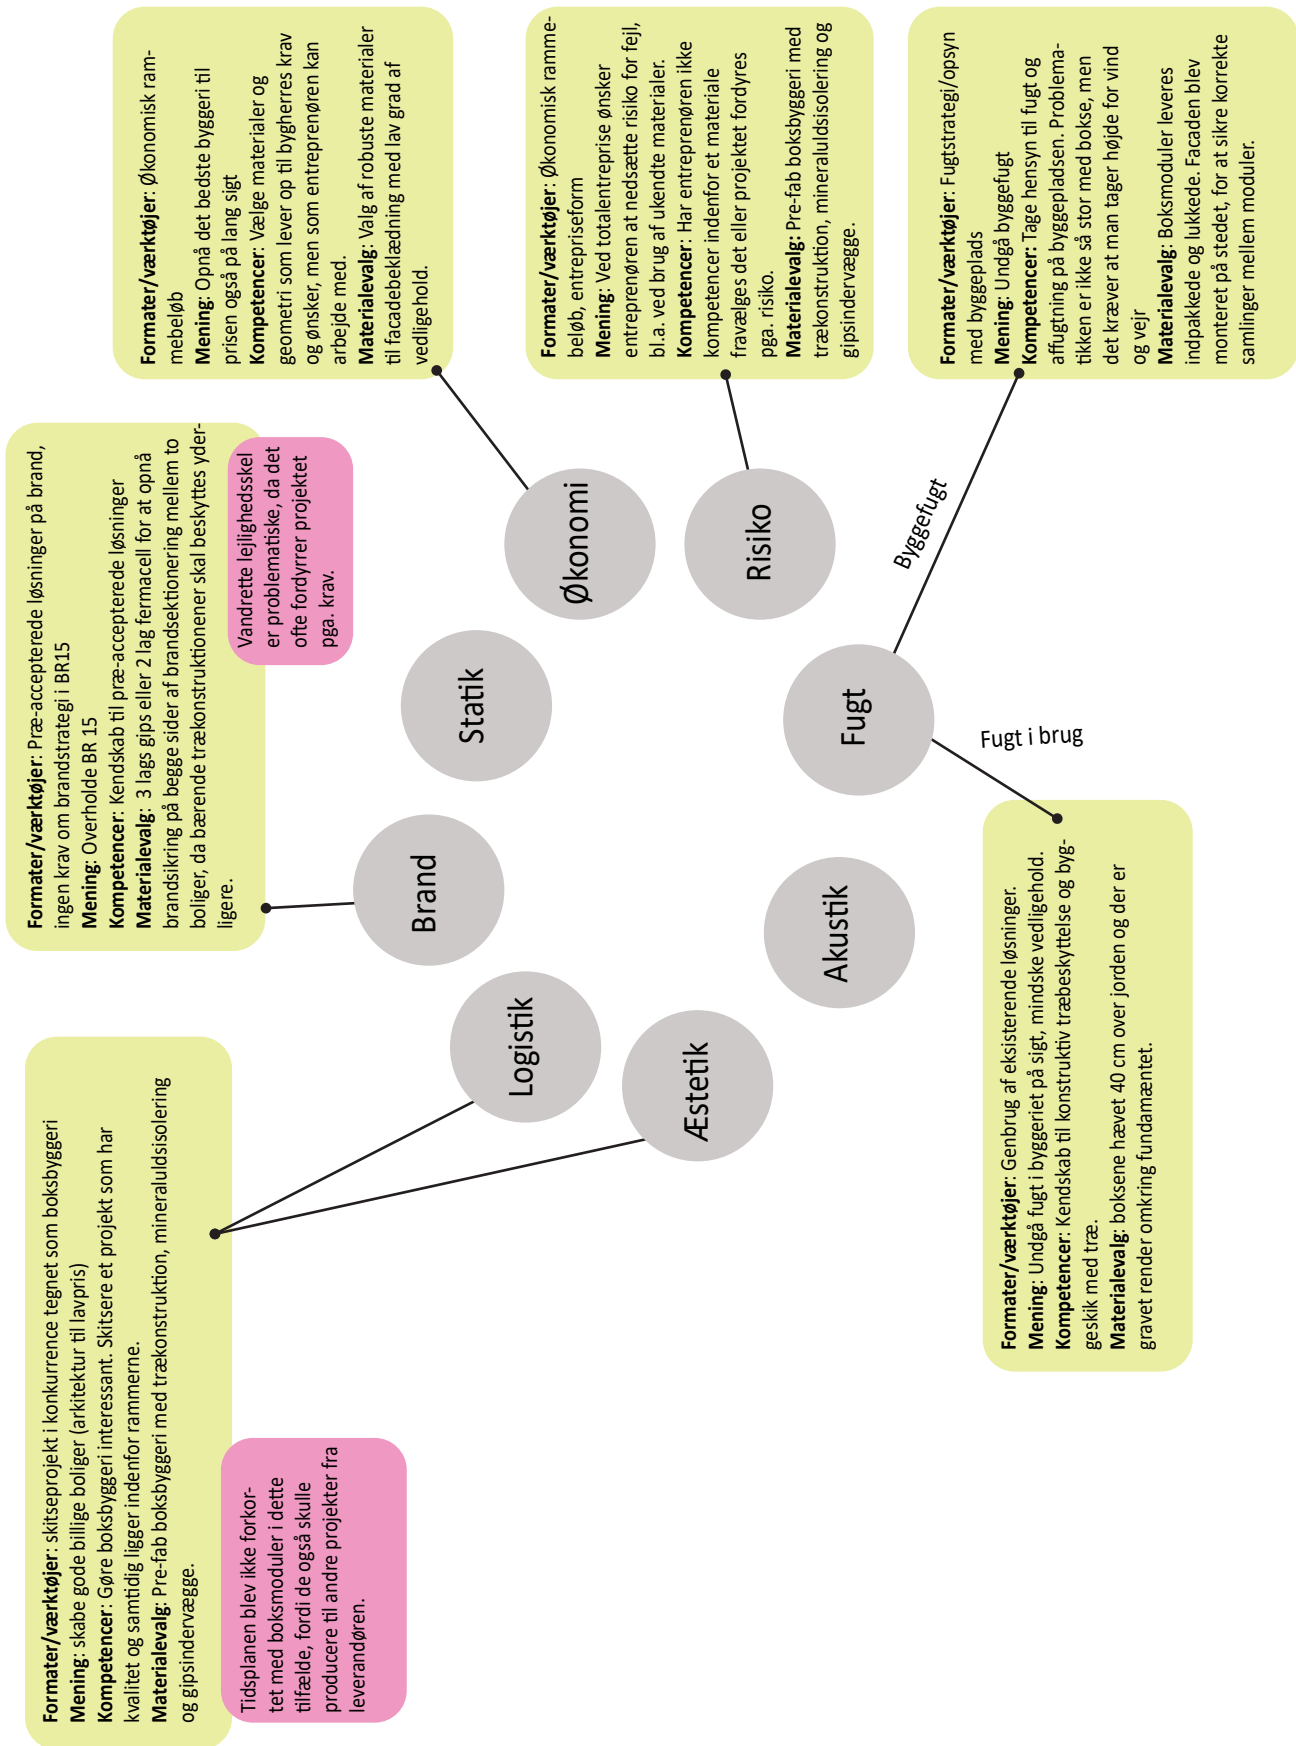 Formater/værktøjer: skitseprojekt i konkurrence tegnet som boksbyggeri
Mening: skabe gode billige boliger (arkitektur til lavpris)
Kompetencer: Gøre boksbyggeri interessant. Skitsere et projekt som har
kvalitet og samtidig ligger indenfor rammerne.
Materialevalg: Pre-fab boksbyggeri med trækonstruktion, mineraluldsisolering
og gipsindervægge.
Tidsplanen blev ikke forkor-
tet med boksmoduler i dette
tilfælde, fordi de også skulle
producere til andre projekter fra
leverandøren.
Formater/værktøjer: Præ-accepterede løsninger på brand,
ingen krav om brandstrategi i BR15
Mening: Overholde BR 15
Kompetencer: Kendskab til præ-accepterede løsninger
Materialevalg: 3 lags gips eller 2 lag fermacell for at opnå
brandsikring på begge sider af brandsektionering mellem to
boliger, da bærende trækonstruktioner skal beskyttes yder-
ligere.
Vandrette lejlighedsskel
er problematiske, da det
ofte fordyrrer projektet
pga. krav.
Formater/værktøjer: Økonomisk ram-
mebeløb
Mening: Opnå det bedste byggeri til
prisen også på lang sigt
Kompetencer: Vælge materialer og
geometri som lever op til bygherres krav
og ønsker, men som entreprenøren kan
arbejde med.
Materialevalg: Valg af robuste materialer
til facadebeklædning med lav grad af
vedligehold.
Brand
Statik
Økonomi
Logistik
Æstetik
Risiko
Akustik
Fugt
Formater/værktøjer: Økonomisk ramme-
beløb, entrepriseform
Mening: Ved totalentreprise ønsker
entreprenøren at nedsætte risiko for fejl,
bl.a. ved brug af ukendte materialer.
Kompetencer: Har entreprenøren ikke
kompetencer indenfor et materiale
fravælges det eller projektet fordyres
pga. risiko.
Materialevalg: Pre-fab boksbyggeri med
trækonstruktion, mineraluldsisolering og
gipsindervægge.
Byggefugt
Fugt i brug
Formater/værktøjer: Fugtstrategi/opsyn
med byggeplads
Mening: Undgå byggefugt
Kompetencer: Tage hensyn til fugt og
affugtning på byggepladsen. Problema-
tikken er ikke så stor med bokse, men
det kræver at man tager højde for vind
og vejr
Materialevalg: Boksmoduler leveres
indpakkede og lukkede. Facaden blev
monteret på stedet, for at sikre korrekte
samlinger mellem moduler.
Formater/værktøjer: Genbrug af eksisterende løsninger.
Mening: Undgå fugt i byggeriet på sigt, mindske vedligehold.
Kompetencer: Kendskab til konstruktiv træbeskyttelse og byg-
geskik med træ.
Materialevalg: boksene hævet 40 cm over jorden og der er
gravet render omkring fundamæntet.